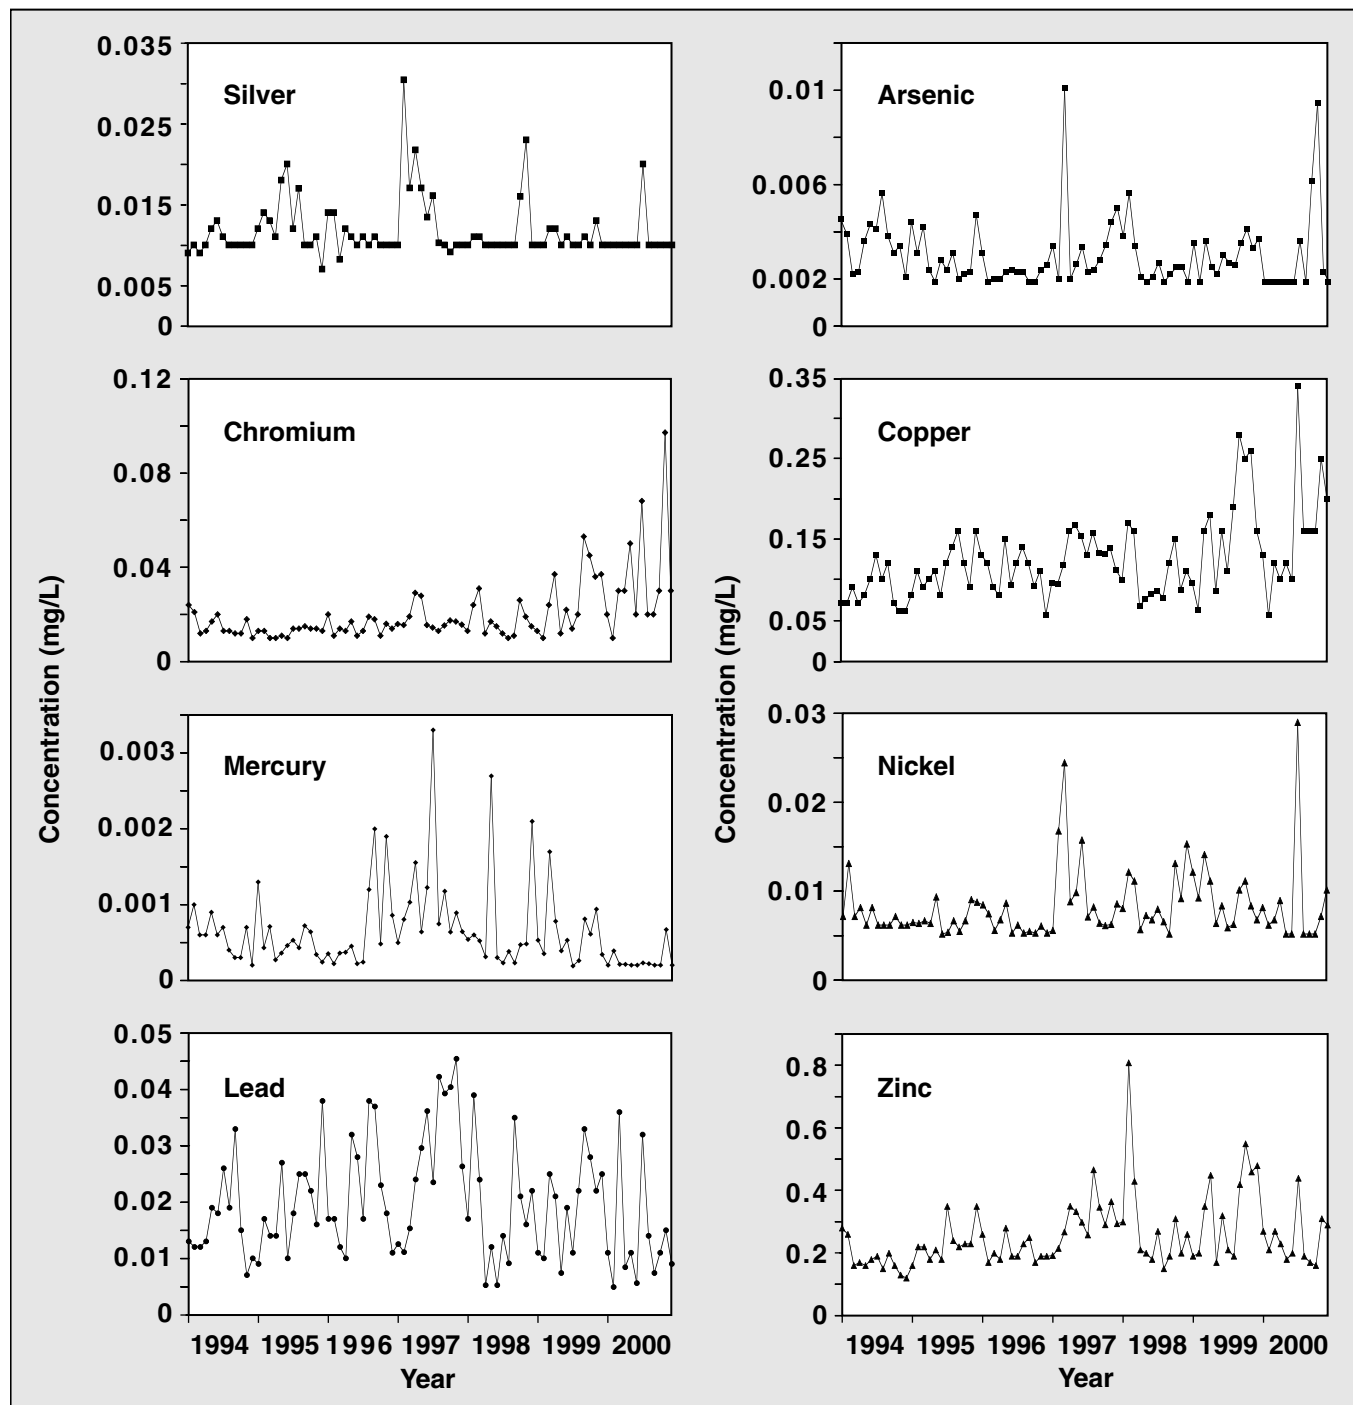 Silver
0.035
0.025
0.015
0.005
0
Arsenic
0.01
0.006
0.002
0
Chromium
0.12
0.08
0.04
0
Copper
0.35
0.25
0.15
0.05
0
Mercury
0.003
0.002
0.001
0
Nickel
0.03
0.02
0.01
0
Lead
0.05
0.04
0.03
0.02
0.01
0
Zinc
0.8
0.6
0.4
0.2
0
Concentration (mg/L)
Concentration (mg/L)
1994 1995 1996 1997 1998 1999 2000
Year
1994 1995 1996 1997 1998 1999 2000
Year